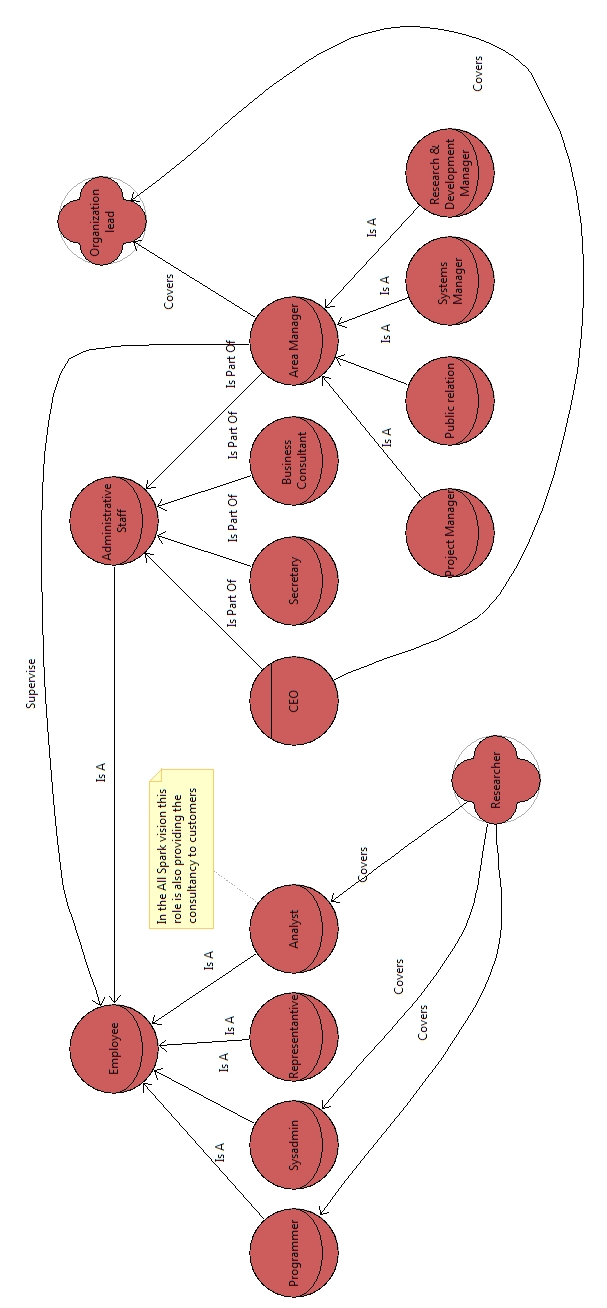 Supervise
Is A
Employee
Administrative
Staff
Organization
lead
In the All Spark vision this
role is also providing the
consultancy to customers
Covers
Is A
Is A
Is A
Is A
Is Part Of
Is Part Of
Is Part Of
Is Part Of
Programmer
Sysadmin
Representantive
Analyst
CEO
Secretary
Business
Consultant
Area Manager
Covers
Covers
Covers
Is A
Is A
Is A
Is A
Project Manager
Public relation
Systems
Manager
Research &
Development
Manager
Covers
Researcher